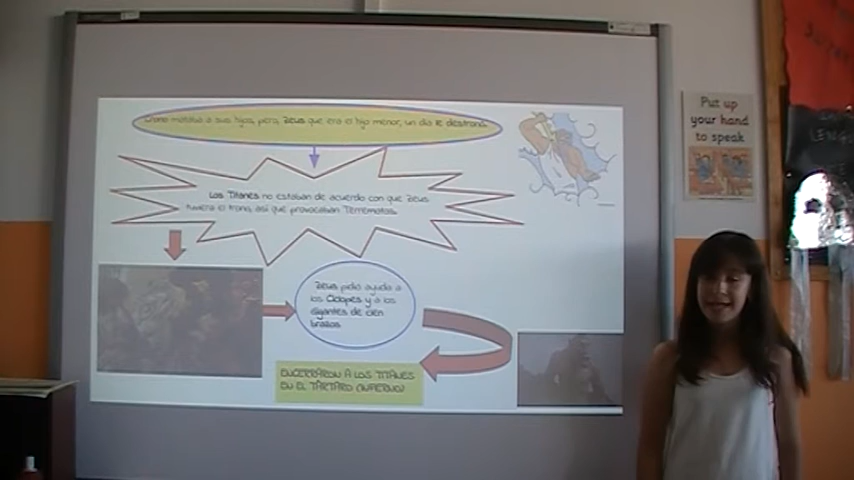 Crono mataba a sus hijos, pero, Zeus que era el hijo menor, un día le destronó.
Los Titanes no estaban de acuerdo con que Zeus
tuviera el trono, así que provocaban Terremotos.
Zeus pidió ayuda a
los Cíclopes y a los
gigantes de cien
brazos
ENCERRARON A LOS TITANES
EN EL TÁRTARO (INFIERNO)
Put up
your hand
to speak